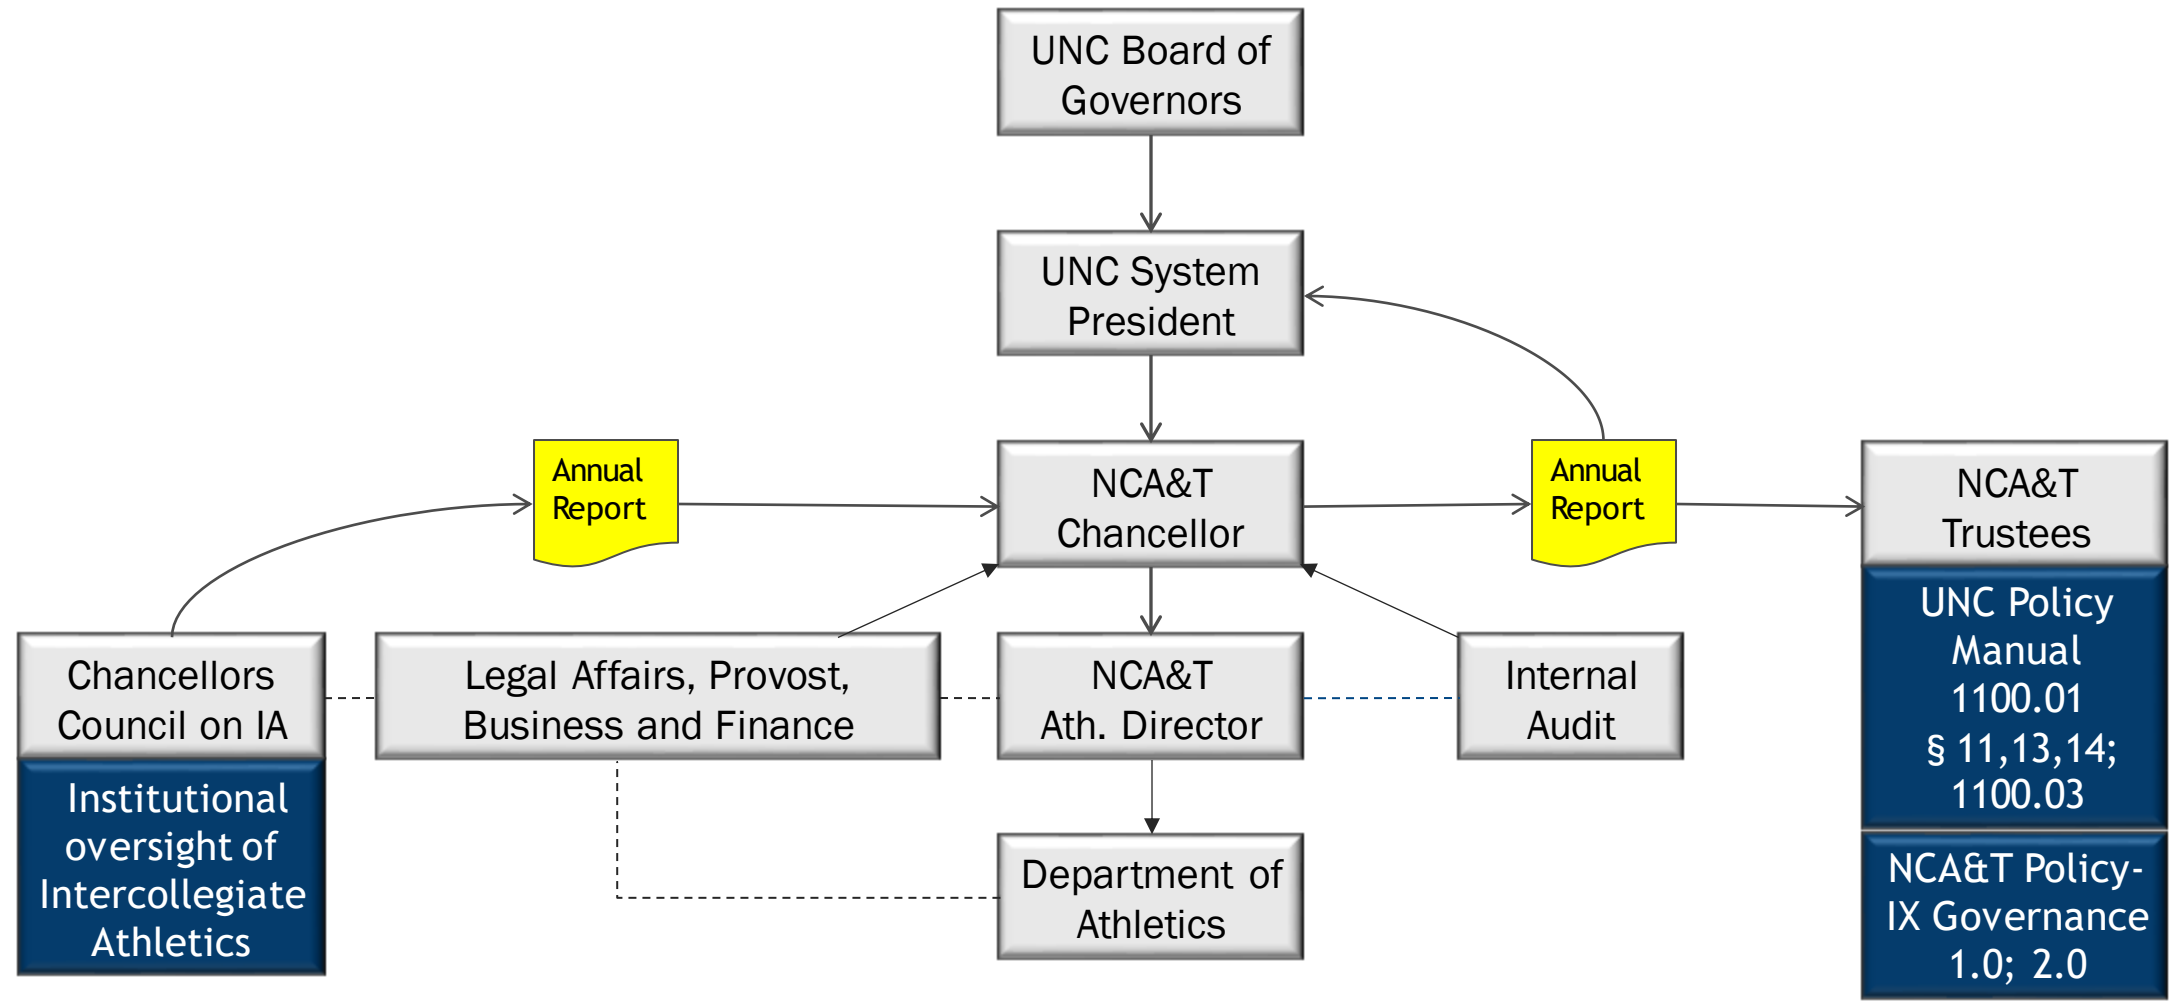 UNC Board of
Governors
UNC System
President
Annual
Report
NCA&T
Chancellor
Annual
Report
NCA&T
Trustees
UNC Policy
Manual
1100.01
§ 11,13,14;
1100.03
NCA&T Policy-
IX Governance
1.0; 2.0
Chancellors
Council on IA
Institutional
oversight of
Intercollegiate
Athletics
Legal Affairs, Provost,
Business and Finance
NCA&T
Ath. Director
Internal
Audit
Department of
Athletics